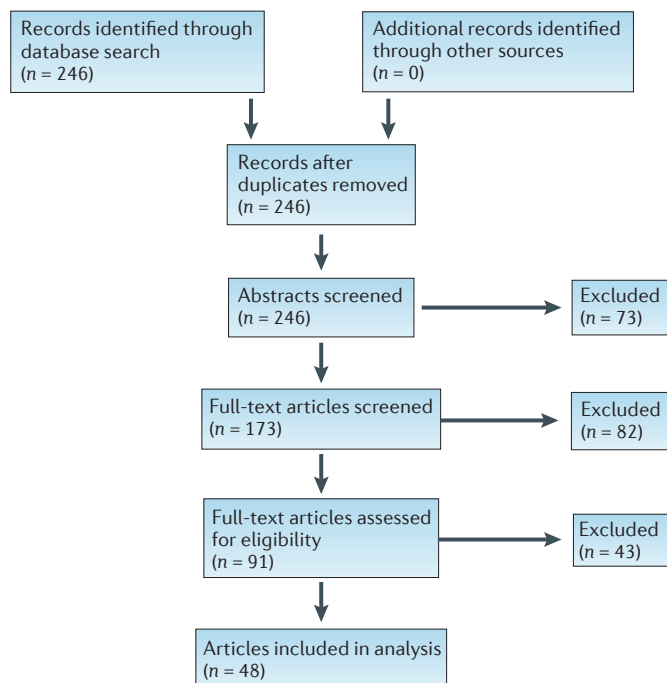 Records identified through
database search
(n = 246)
Additional records identified
through other sources
(n = 0)
Records after
duplicates removed
(n = 246)
Abstracts screened
(n = 246)
Excluded
(n = 73)
Full-text articles screened
(n = 173)
Excluded
(n = 82)
Full-text articles assessed
for eligibility
(n = 91)
Excluded
(n = 43)
Articles included in analysis
(n = 48)